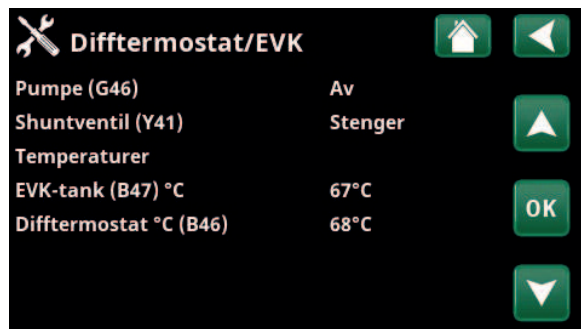 Difftermostat/EVK
Pumpe (G46) Av
Shuntventil (Y41) Stenger
Temperaturer
EVK-tank (B47) °C 67°C
Difftermostat °C (B46) 68°C
OK